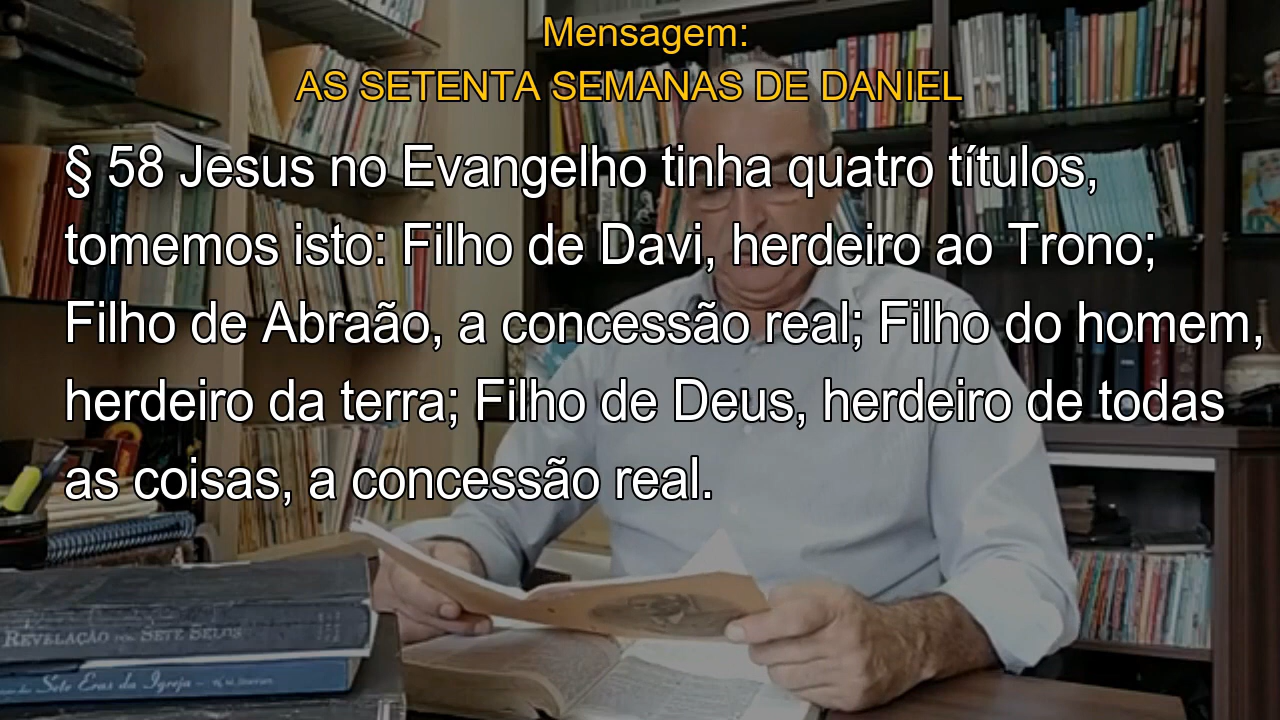 Mensagem:
AS SETENTA SEMANAS DE DANIEL
§ 58 Jesus no Evangelho tinha quatro títulos,
tomemos isto: Filho de Davi, herdeiro ao Trono;
Filho de Abraão, a concessão real; Filho do homem,
herdeiro da terra; Filho de Deus, herdeiro de todas
as coisas, a concessão real.
REVELAÇÃO DOS SETE SELOS
Sete Eras da Igreja